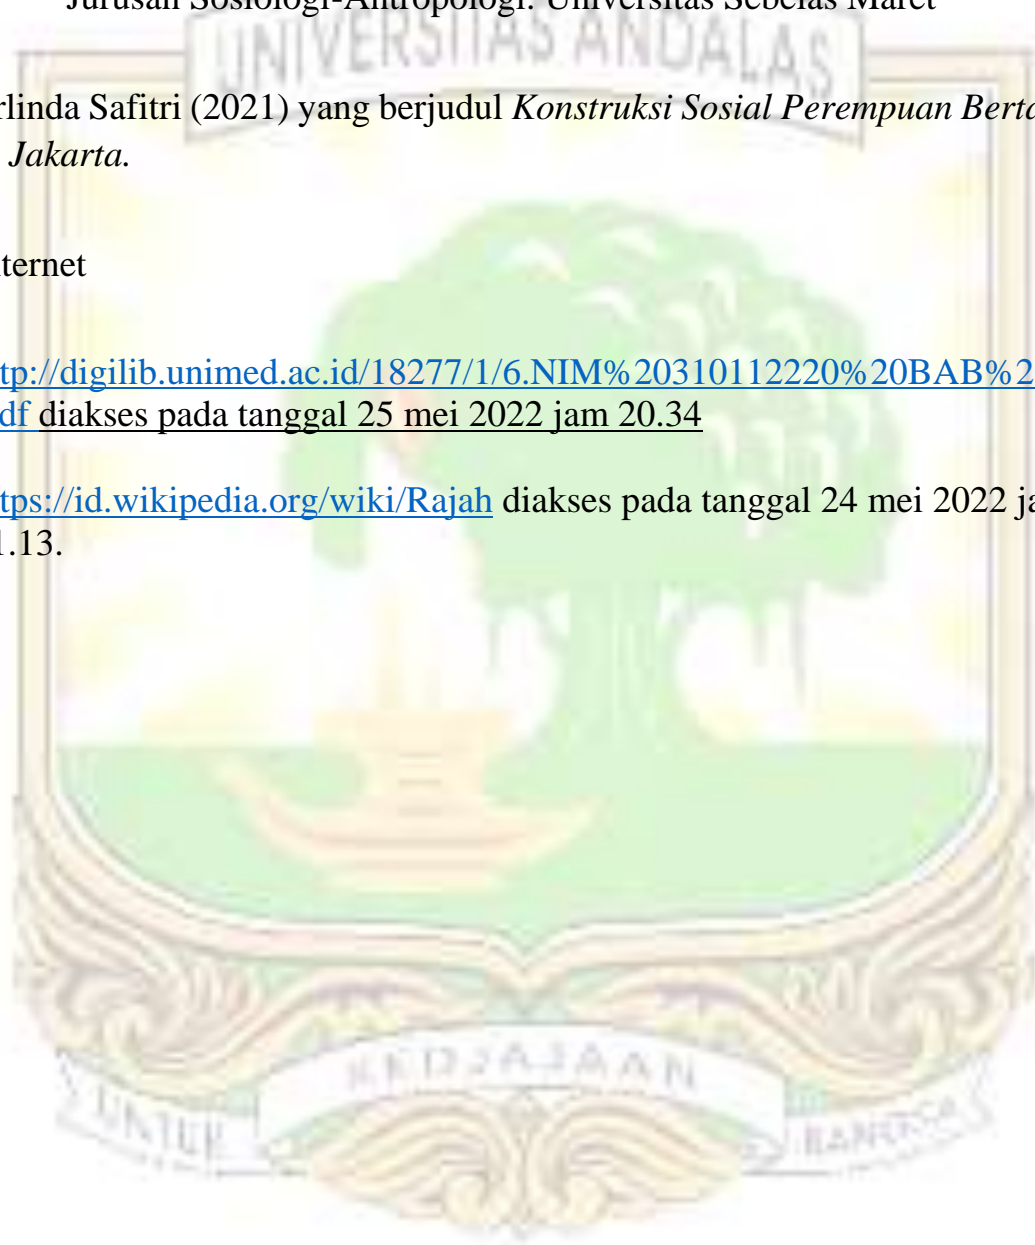 Jurusan Sosiologi-Antropologi. Universitas Sebelas Maret
UNIVERSITAS ANDALAS
rlinda Safitri (2021) yang berjudul Konstruksi Sosial Perempuan Berta
Jakarta.
ternet
tp://digilib.unimed.ac.id/18277/1/6.NIM%20310112220%20BAB%2
df diakses pada tanggal 25 mei 2022 jam 20.34
tps://id.wikipedia.org/wiki/Rajah diakses pada tanggal 24 mei 2022 ja
1.13.
KEDJAJAAN
UNTUK
BANGSA